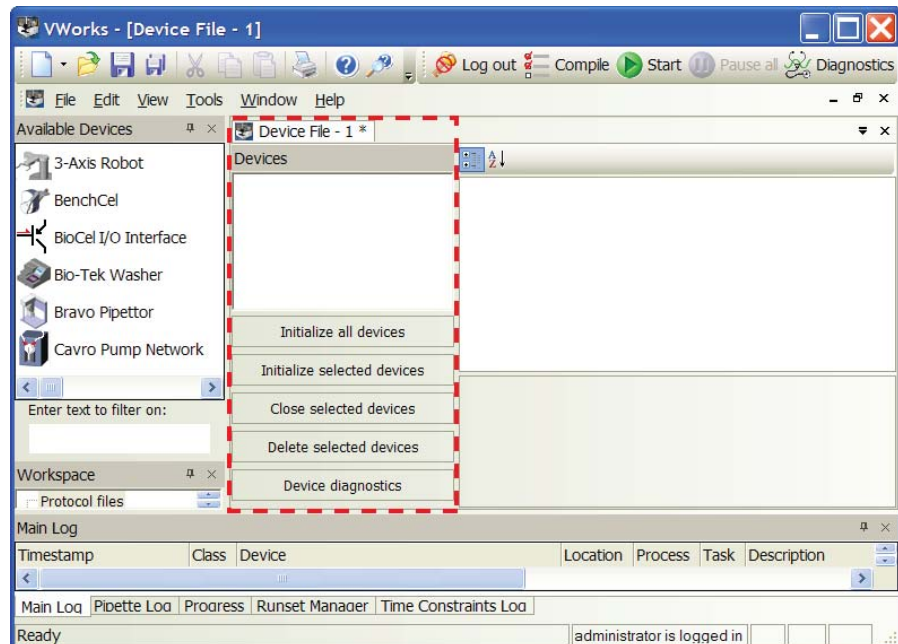 VWorks - [Device File - 1]
Log out Compile Start Pause all Diagnostics
File Edit View Tools Window Help
Available Devices
3-Axis Robot
BenchCel
BioCel I/O Interface
Bio-Tek Washer
Bravo Pipettor
Cavro Pump Network
Enter text to filter on:
Workspace
Protocol files
Device File - 1 *
Devices
Initialize all devices
Initialize selected devices
Close selected devices
Delete selected devices
Device diagnostics
Main Log
Timestamp Class Device Location Process Task Description
Main Log Pipette Log Progress Runset Manager Time Constraints Log
Ready administrator is logged in